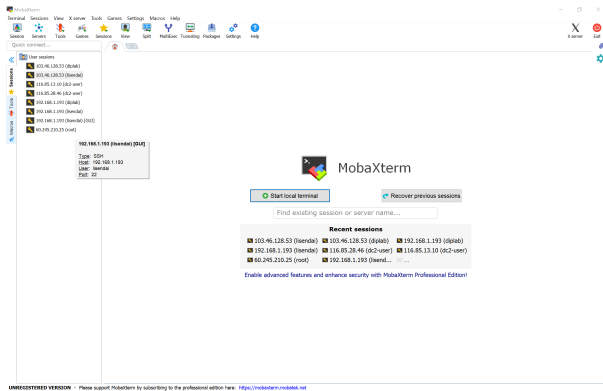 MobaXterm
Terminal Sessions View X server Tools Games Settings Macros Help
Session Servers Tools Games Sessions View Split MultiExec Tunneling Packages Settings Help X server Exit
Quick connect...
Sessions
Tools
Macros
User sessions
103.46.128.53 (diplab)
103.46.128.53 (lisendai)
116.85.13.10 (dc2-user)
116.85.28.46 (dc2-user)
192.168.1.193 (diplab)
192.168.1.193 (lisendai)
192.168.1.193 (lisendai) [GUI]
60.245.210.25 (root)
192.168.1.193 (lisendai) [GUI]
Type: SSH
Host: 192.168.1.193
User: lisendai
Port: 22
MobaXterm
Start local terminal Recover previous sessions
Find existing session or server name...
Recent sessions
103.46.128.53 (lisendai) 103.46.128.53 (diplab) 192.168.1.193 (diplab)
192.168.1.193 (lisendai) 116.85.28.46 (dc2-user) 116.85.13.10 (dc2-user)
60.245.210.25 (root) 192.168.1.193 (lisend... ...
Enable advanced features and enhance security with MobaXterm Professional Edition!
UNREGISTERED VERSION - Please support MobaXterm by subscribing to the professional edition here: https://mobaxterm.mobatek.net